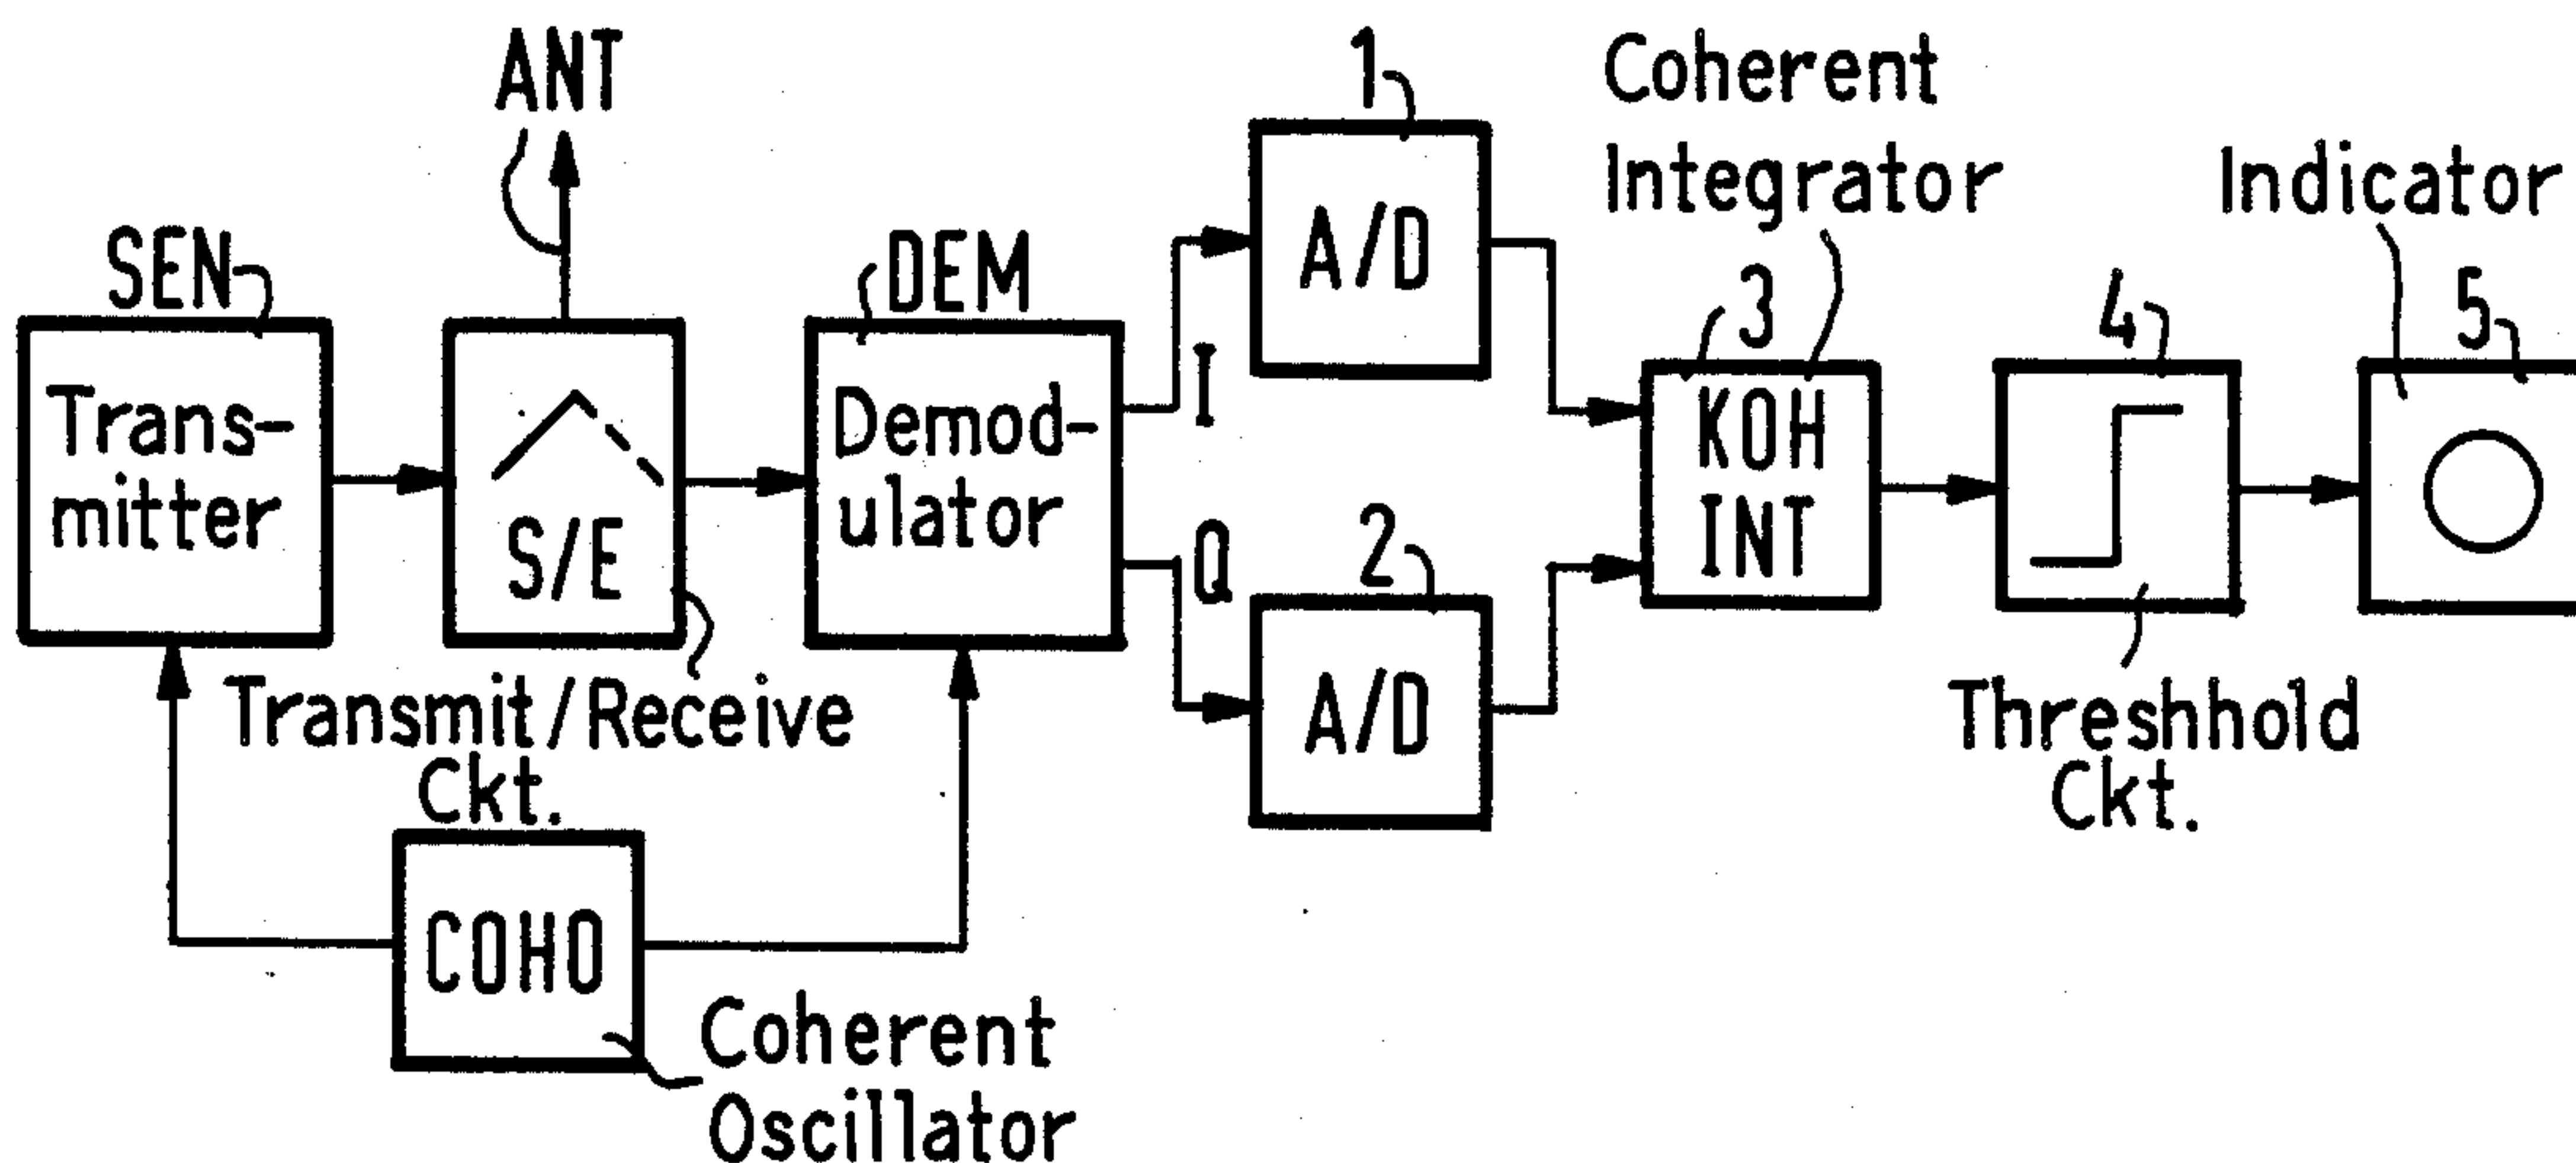 ANT
SEN
Trans-
mitter
S/E
Transmit/Receive
Ckt.
DEM
Demod-
ulator
COHO
Coherent
Oscillator
I
Q
1
A/D
2
A/D
Coherent
Integrator
3
KOH
INT
4
Threshhold
Ckt.
Indicator
5